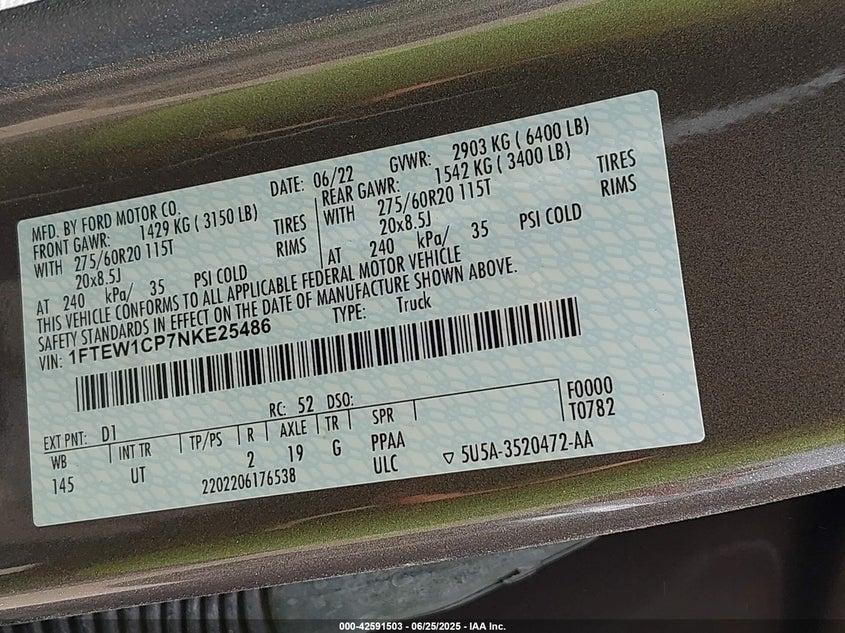 MFD. BY FORD MOTOR CO.
DATE: 06/22 GVWR: 2903 KG ( 6400 LB)
FRONT GAWR: 1429 KG ( 3150 LB)
REAR GAWR: 1542 KG ( 3400 LB)
WITH 275/60R20 115T TIRES
WITH 275/60R20 115T TIRES
20x8.5J RIMS
20x8.5J RIMS
AT 240 kPa/ 35 PSI COLD
AT 240 kPa/ 35 PSI COLD
THIS VEHICLE CONFORMS TO ALL APPLICABLE FEDERAL MOTOR VEHICLE
SAFETY STANDARDS IN EFFECT ON THE DATE OF MANUFACTURE SHOWN ABOVE.
VIN: 1FTEW1CP7NKE25486 TYPE: Truck
EXT PNT: D1 RC: 52 DSO: F0000
WB INT TR TP/PS R AXLE TR SPR T0782
145 UT 2 19 G PPAA
2202206176538 ULC ▽ 5U5A-3520472-AA
000-42591503 - 06/25/2025 - IAA Inc.